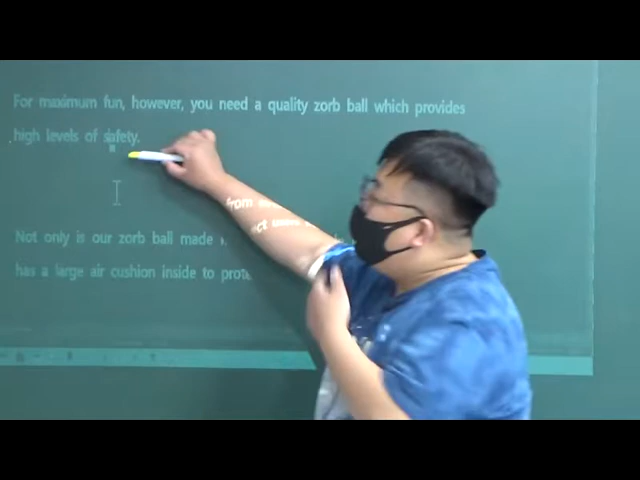 For maximum fun, however, you need a quality zorb ball which provides
high levels of safety.
from
Not only is our zorb ball made
has a large air cushion inside to